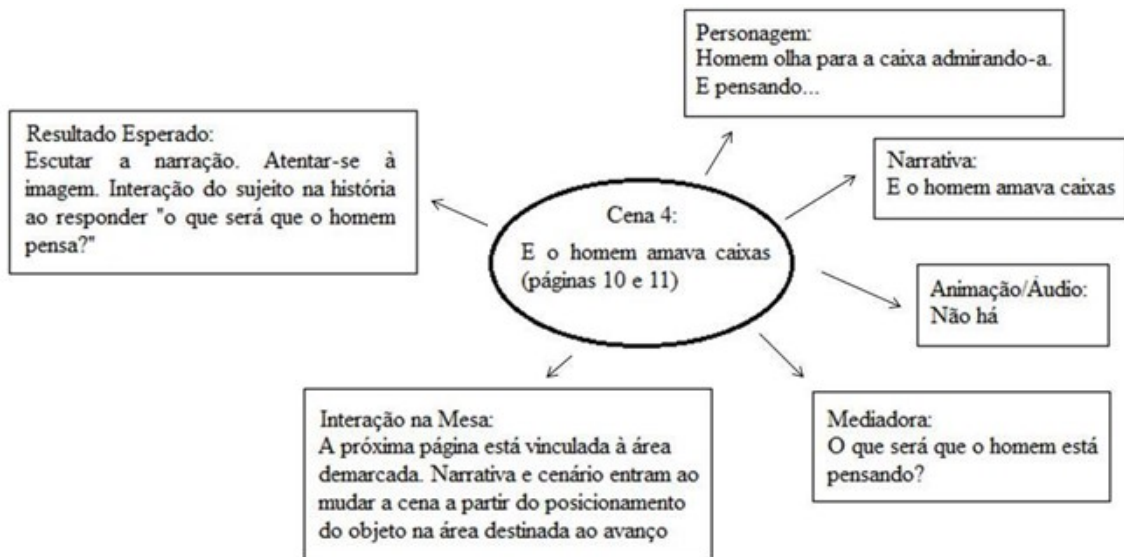 Personagem:
Homem olha para a caixa admirando-a.
E pensando...
Resultado Esperado:
Escutar a narração. Atentar-se à
imagem. Interação do sujeito na história
ao responder "o que será que o homem
pensa?"
Narrativa:
E o homem amava caixas
Cena 4:
E o homem amava caixas
(páginas 10 e 11)
Animação/Áudio:
Não há
Interação na Mesa:
A próxima página está vinculada à área
demarcada. Narrativa e cenário entram ao
mudar a cena a partir do posicionamento
do objeto na área destinada ao avanço
Mediadora:
O que será que o homem está
pensando?